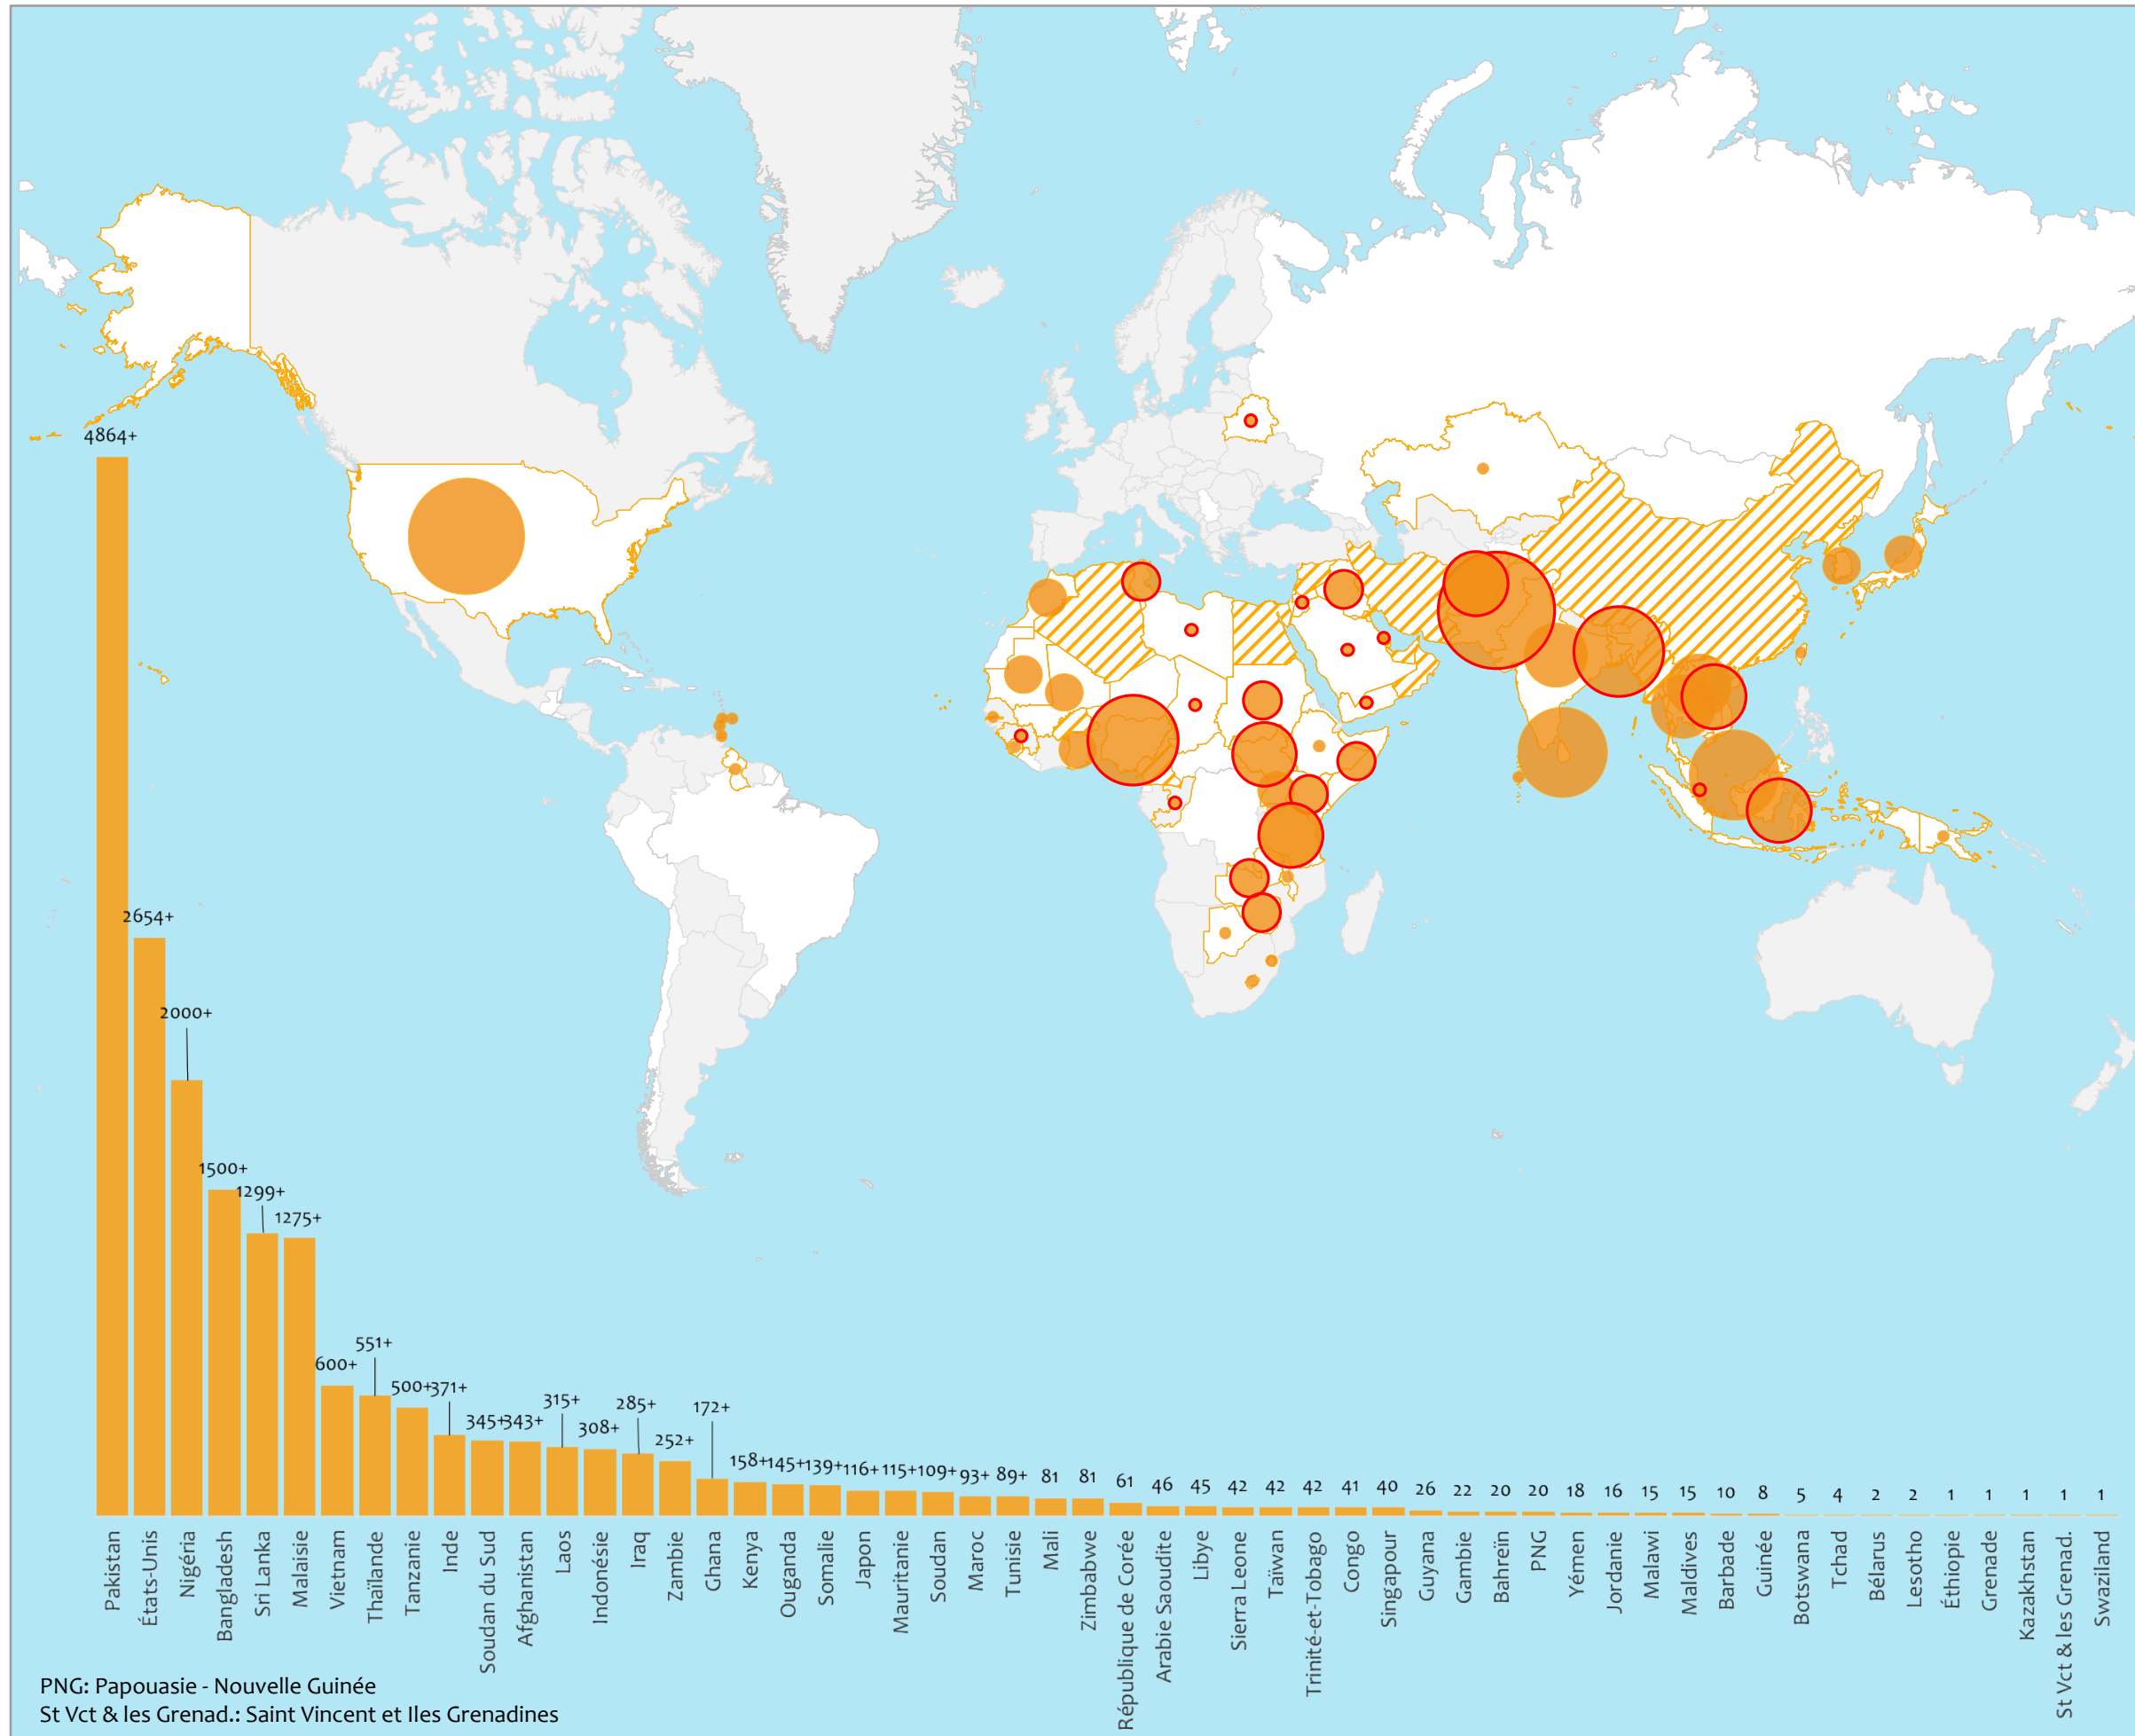 4864+
2654+
2000+
1500+
1299+
1275+
600+
551+
500+
371+
345+
343+
315+
308+
285+
252+
172+
158+
145+
139+
116+
115+
109+
93+
89+
81
81
61
46
45
42
42
42
41
40
26
22
20
20
18
16
15
15
10
8
5
4
2
2
1
1
1
1
1
Pakistan
États-Unis
Nigéria
Bangladesh
Sri Lanka
Malaisie
Vietnam
Thaïlande
Tanzanie
Inde
Soudan du Sud
Afghanistan
Laos
Indonésie
Iraq
Zambie
Ghana
Kenya
Ouganda
Somalie
Japon
Mauritanie
Soudan
Maroc
Tunisie
Mali
Zimbabwe
République de Corée
Arabie Saoudite
Libye
Sierra Leone
Taïwan
Trinité-et-Tobago
Congo
Singapour
Guyana
Gambie
Bahreïn
PNG
Yémen
Jordanie
Malawi
Maldives
Barbade
Guinée
Botswana
Tchad
Bélarus
Lesotho
Éthiopie
Grenade
Kazakhstan
St Vct & les Grenad.
Swaziland
PNG: Papouasie - Nouvelle Guinée
St Vct & les Grenad.: Saint Vincent et Iles Grenadines